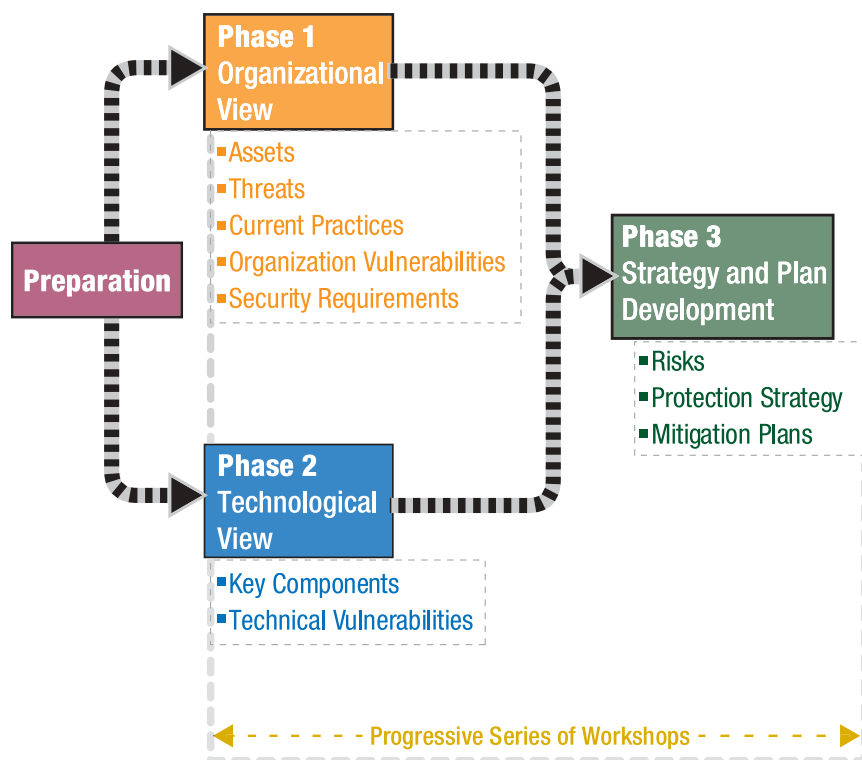 Phase 1
Organizational
View
▪Assets
▪Threats
▪Current Practices
▪Organization Vulnerabilities
▪Security Requirements
Preparation
Phase 2
Technological
View
▪Key Components
▪Technical Vulnerabilities
Phase 3
Strategy and Plan
Development
▪Risks
▪Protection Strategy
▪Mitigation Plans
Progressive Series of Workshops